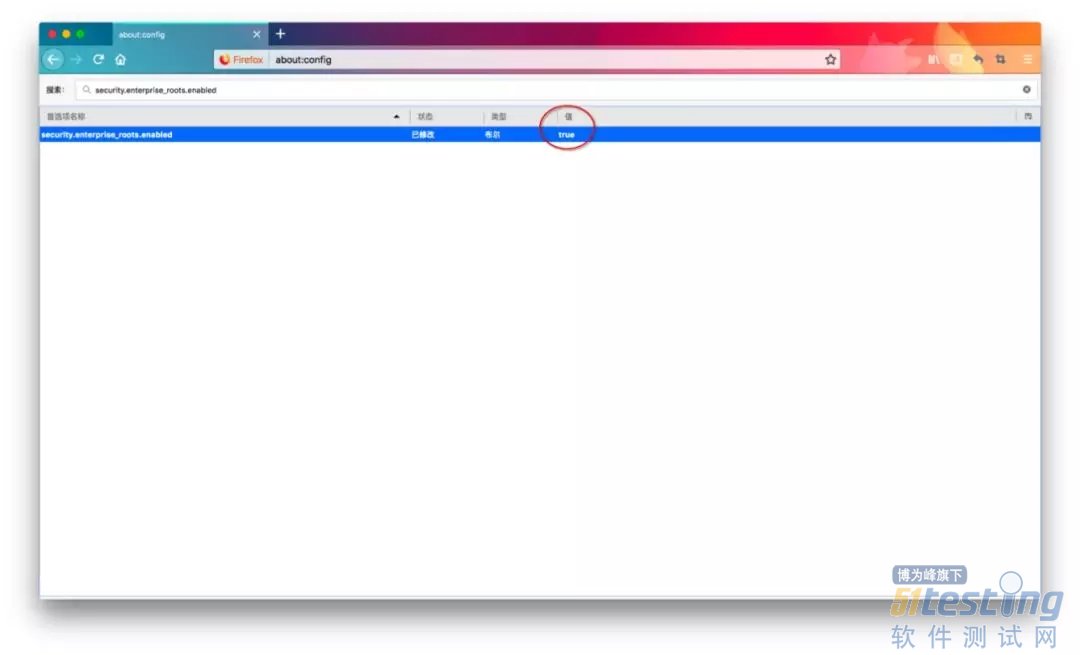 about:config
Firefox about:config
搜索: security.enterprise_roots.enabled
首选项名称 状态 类型 值
security.enterprise_roots.enabled 已修改 布尔 true
博为峰旗下
51testing
软件测试网